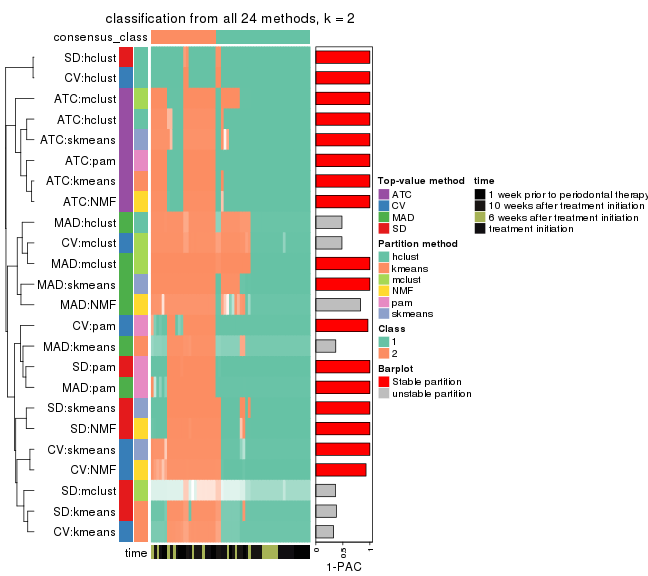 classification from all 24 methods, k = 2
consensus_class
SD:hclust
CV:hclust
ATC:mclust
ATC:hclust
ATC:skmeans
ATC:pam
ATC:kmeans
ATC:NMF
MAD:hclust
CV:mclust
MAD:mclust
MAD:skmeans
MAD:NMF
CV:pam
MAD:kmeans
SD:pam
MAD:pam
SD:skmeans
SD:NMF
CV:skmeans
CV:NMF
SD:mclust
SD:kmeans
CV:kmeans
time
0 0.5 1
1-PAC
Top-value method
ATC
CV
MAD
SD
Partition method
hclust
kmeans
mclust
NMF
pam
skmeans
Class
1
2
Barplot
Stable partition
unstable partition
time
1 week prior to periodontal therapy
10 weeks after treatment initiation
6 weeks after treatment initiation
treatment initiation